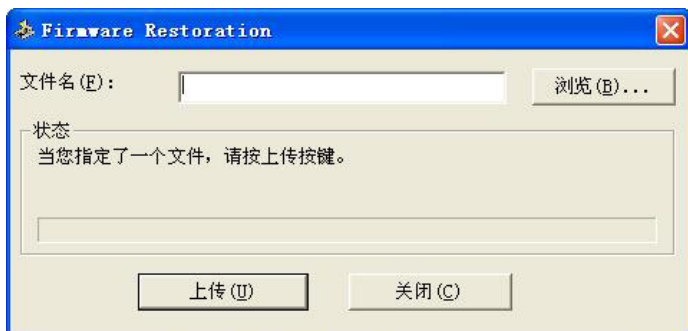 Firmware Restoration
文件名(F): 浏览(B)...
状态
当您指定了一个文件，请按上传按键。
上传(U) 关闭(C)